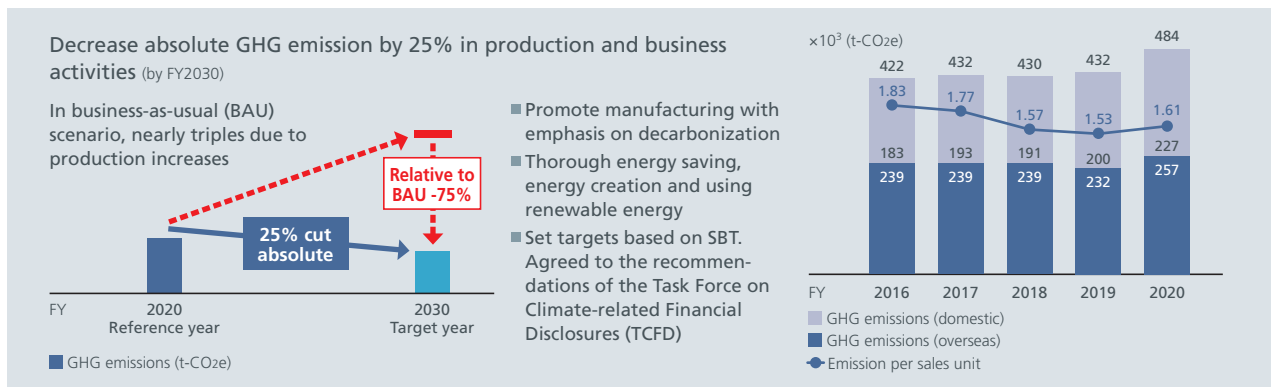 Decrease absolute GHG emission by 25% in production and business
activities (by FY2030)
In business-as-usual (BAU)
scenario, nearly triples due to
production increases
Relative to
BAU -75%
25% cut
absolute
FY
2020
Reference year
2030
Target year
GHG emissions (t-CO2e)
Promote manufacturing with
emphasis on decarbonization
Thorough energy saving,
energy creation and using
renewable energy
Set targets based on SBT.
Agreed to the recommen-
dations of the Task Force on
Climate-related Financial
Disclosures (TCFD)
×10³ (t-CO2e)
422 432 430 432 484
1.83 1.77 1.57 1.53 1.61
183 193 191 200 227
239 239 239 232 257
FY 2016 2017 2018 2019 2020
GHG emissions (domestic)
GHG emissions (overseas)
Emission per sales unit